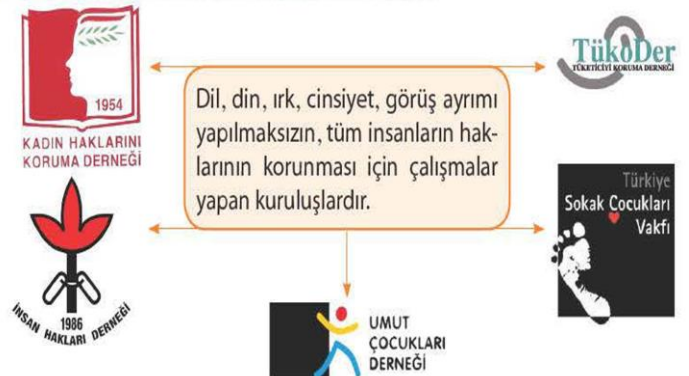 1954
KADIN HAKLARINI
KORUMA DERNEĞİ
TükoDer
TÜKETİCİYİ KORUMA DERNEĞİ
Dil, din, ırk, cinsiyet, görüş ayrımı
yapılmaksızın, tüm insanların hak-
larının korunması için çalışmalar
yapan kuruluşlardır.
Türkiye
Sokak Çocukları
Vakfı
1986
İNSAN HAKLARI DERNEĞİ
UMUT
ÇOCUKLARI
DERNEĞİ